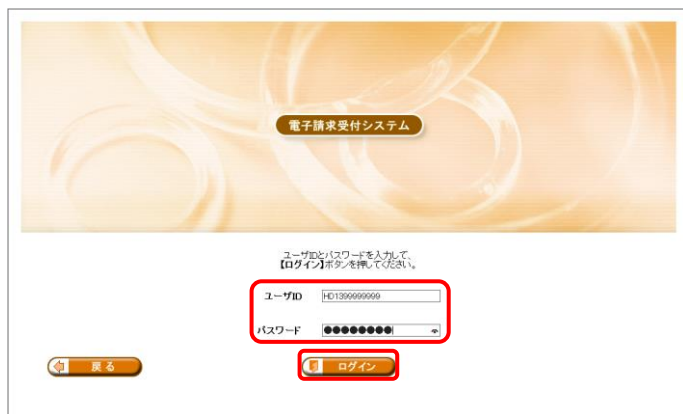 電子請求受付システム
ユーザIDとパスワードを入力して、
【ログイン】ボタンを押してください。
ユーザID HD1399999999
パスワード ●●●●●●●●
戻る ログイン